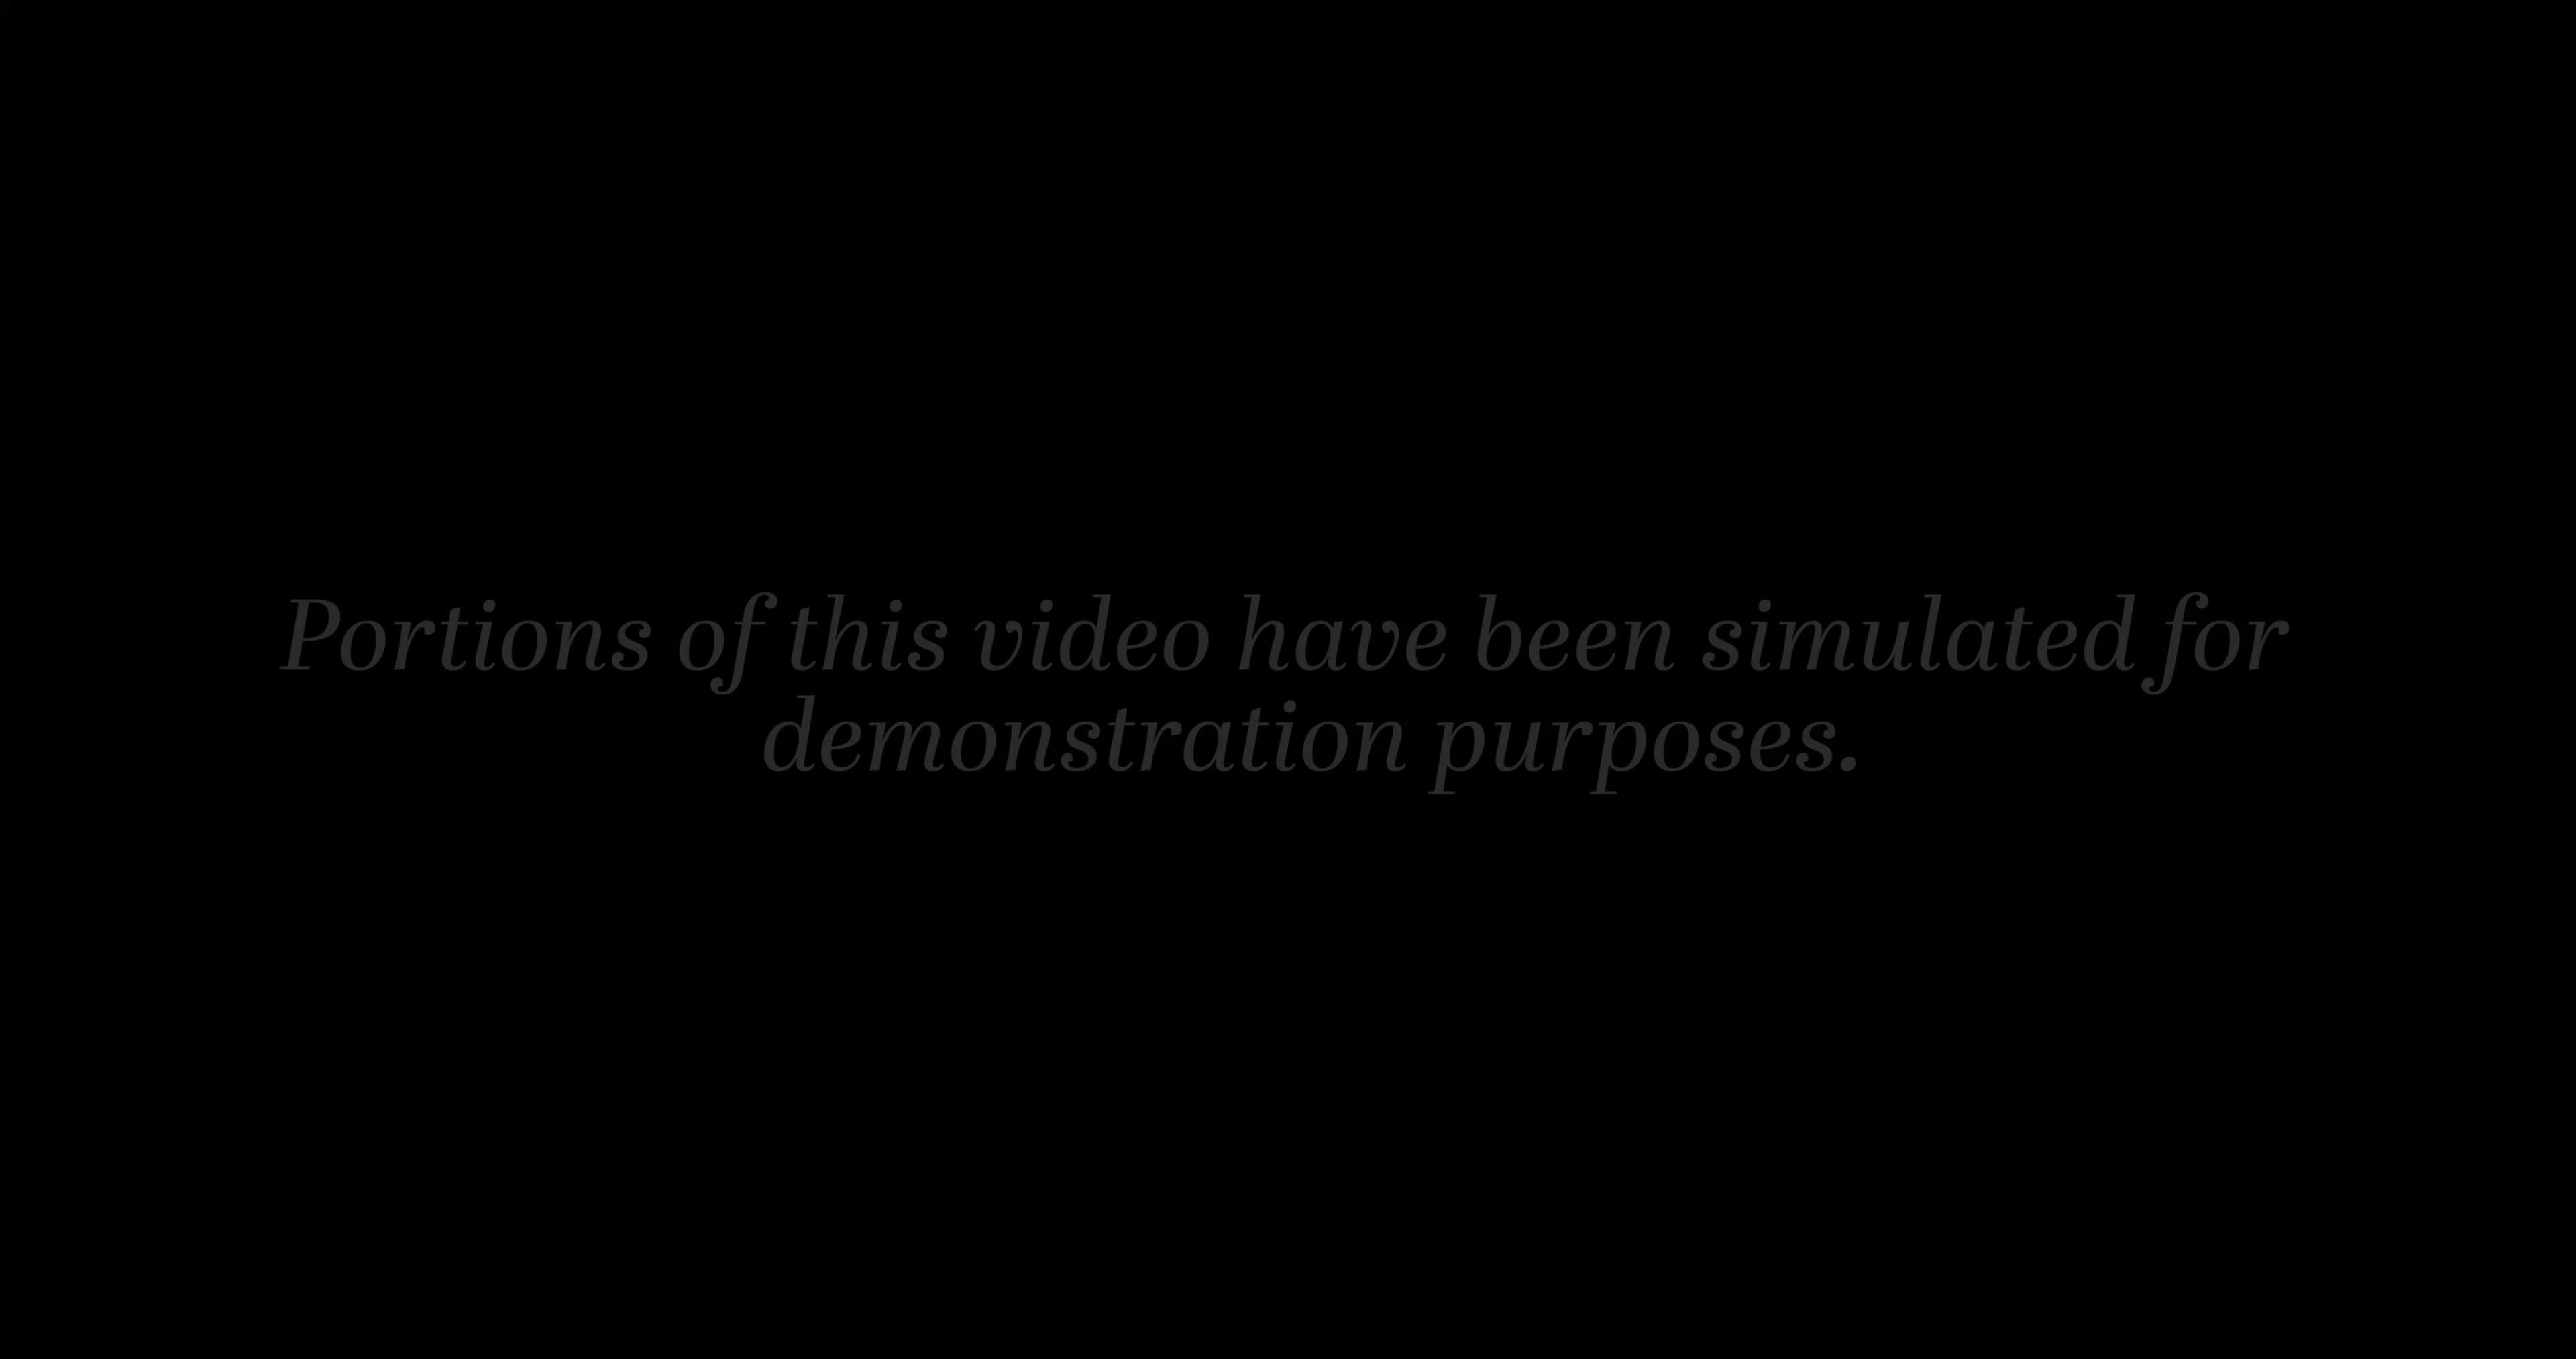 Portions of this video have been simulated for
demonstration purposes.